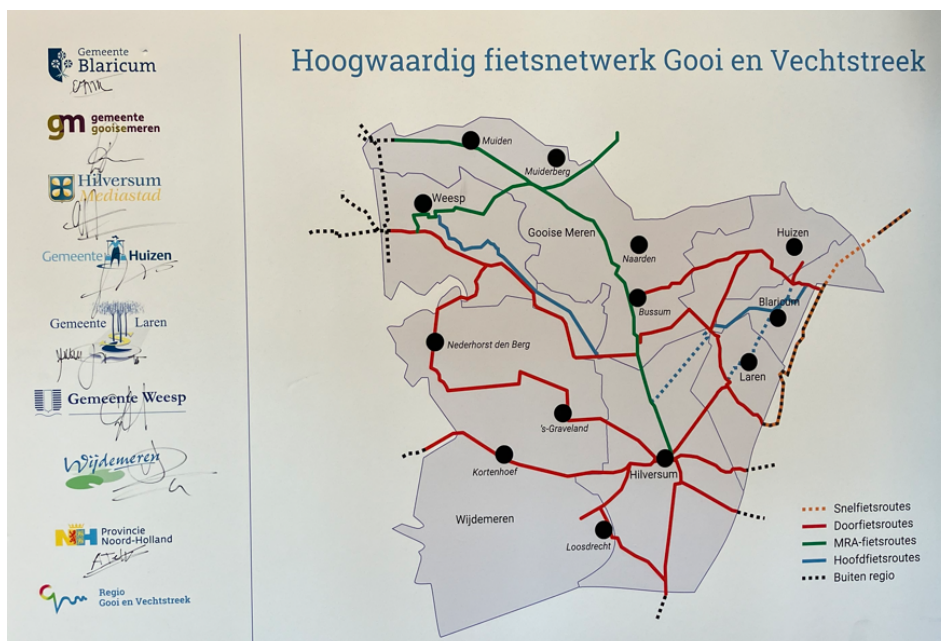 Gemeente
Blaricum
gm gemeente
gooisemeren
Hilversum
Mediastad
Gemeente Huizen
Gemeente Laren
Gemeente Weesp
Wijdemeren
NH Provincie
Noord-Holland
Regio
Gooi en Vechtstreek
Hoogwaardig fietsnetwerk Gooi en Vechtstreek
Muiden
Muiderberg
Weesp
Gooise Meren
Huizen
Naarden
Bussum
Blaricum
Nederhorst den Berg
Laren
's-Graveland
Kortenhoef
Hilversum
Wijdemeren
Loosdrecht
Snelfietsroutes
Doorfietsroutes
MRA-fietsroutes
Hoofdfietsroutes
Buiten regio